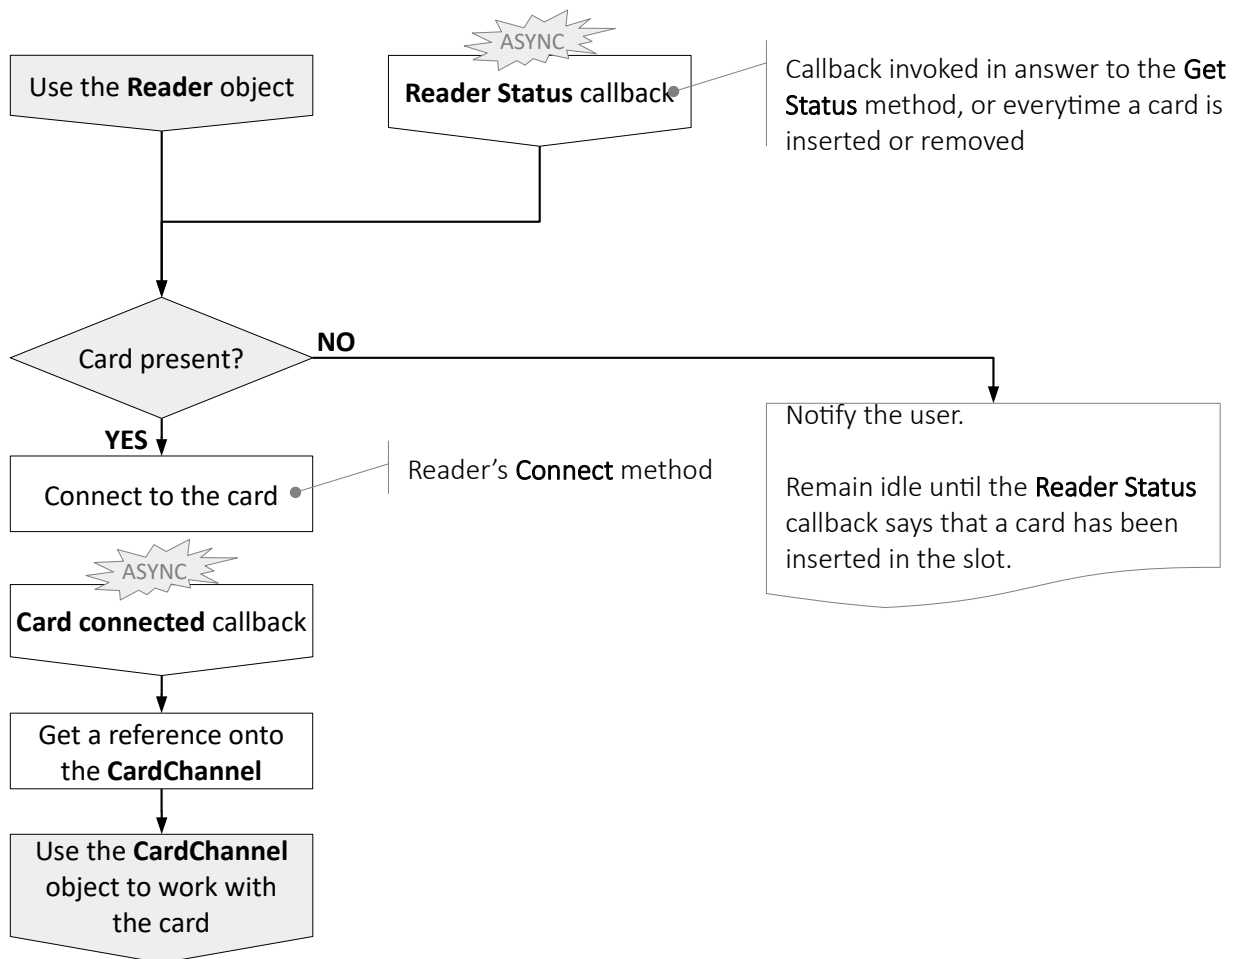 ASYNC
Use the Reader object
Reader Status callback
Callback invoked in answer to the Get
Status method, or everytime a card is
inserted or removed
NO
Card present?
YES
Notify the user.
Connect to the card
Reader’s Connect method
Remain idle until the Reader Status
callback says that a card has been
inserted in the slot.
ASYNC
Card connected callback
Get a reference onto
the CardChannel
Use the CardChannel
object to work with
the card